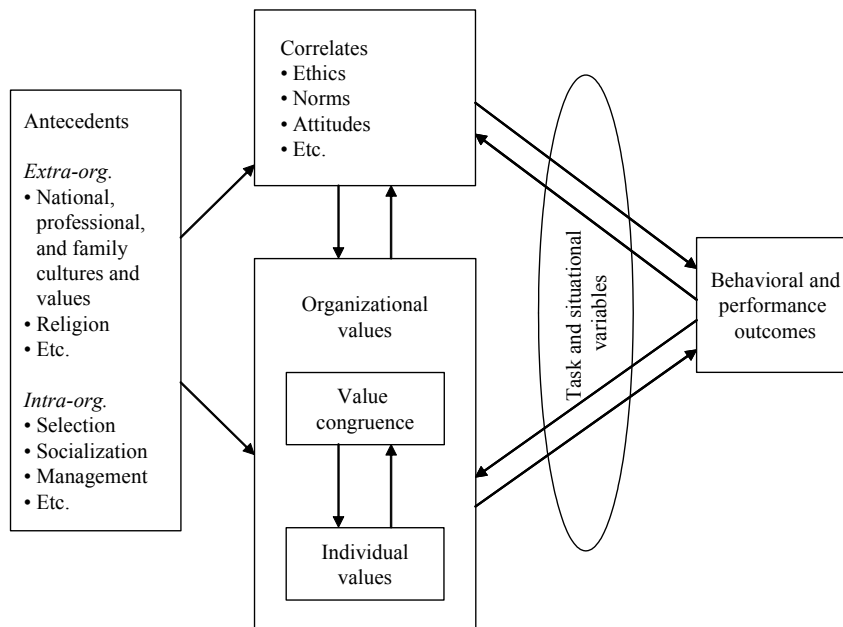 Antecedents
Extra-org.
• National,
professional,
and family
cultures and
values
• Religion
• Etc.
Intra-org.
• Selection
• Socialization
• Management
• Etc.
Correlates
• Ethics
• Norms
• Attitudes
• Etc.
Organizational
values
Value
congruence
Individual
values
Task and situational
variables
Behavioral and
performance
outcomes